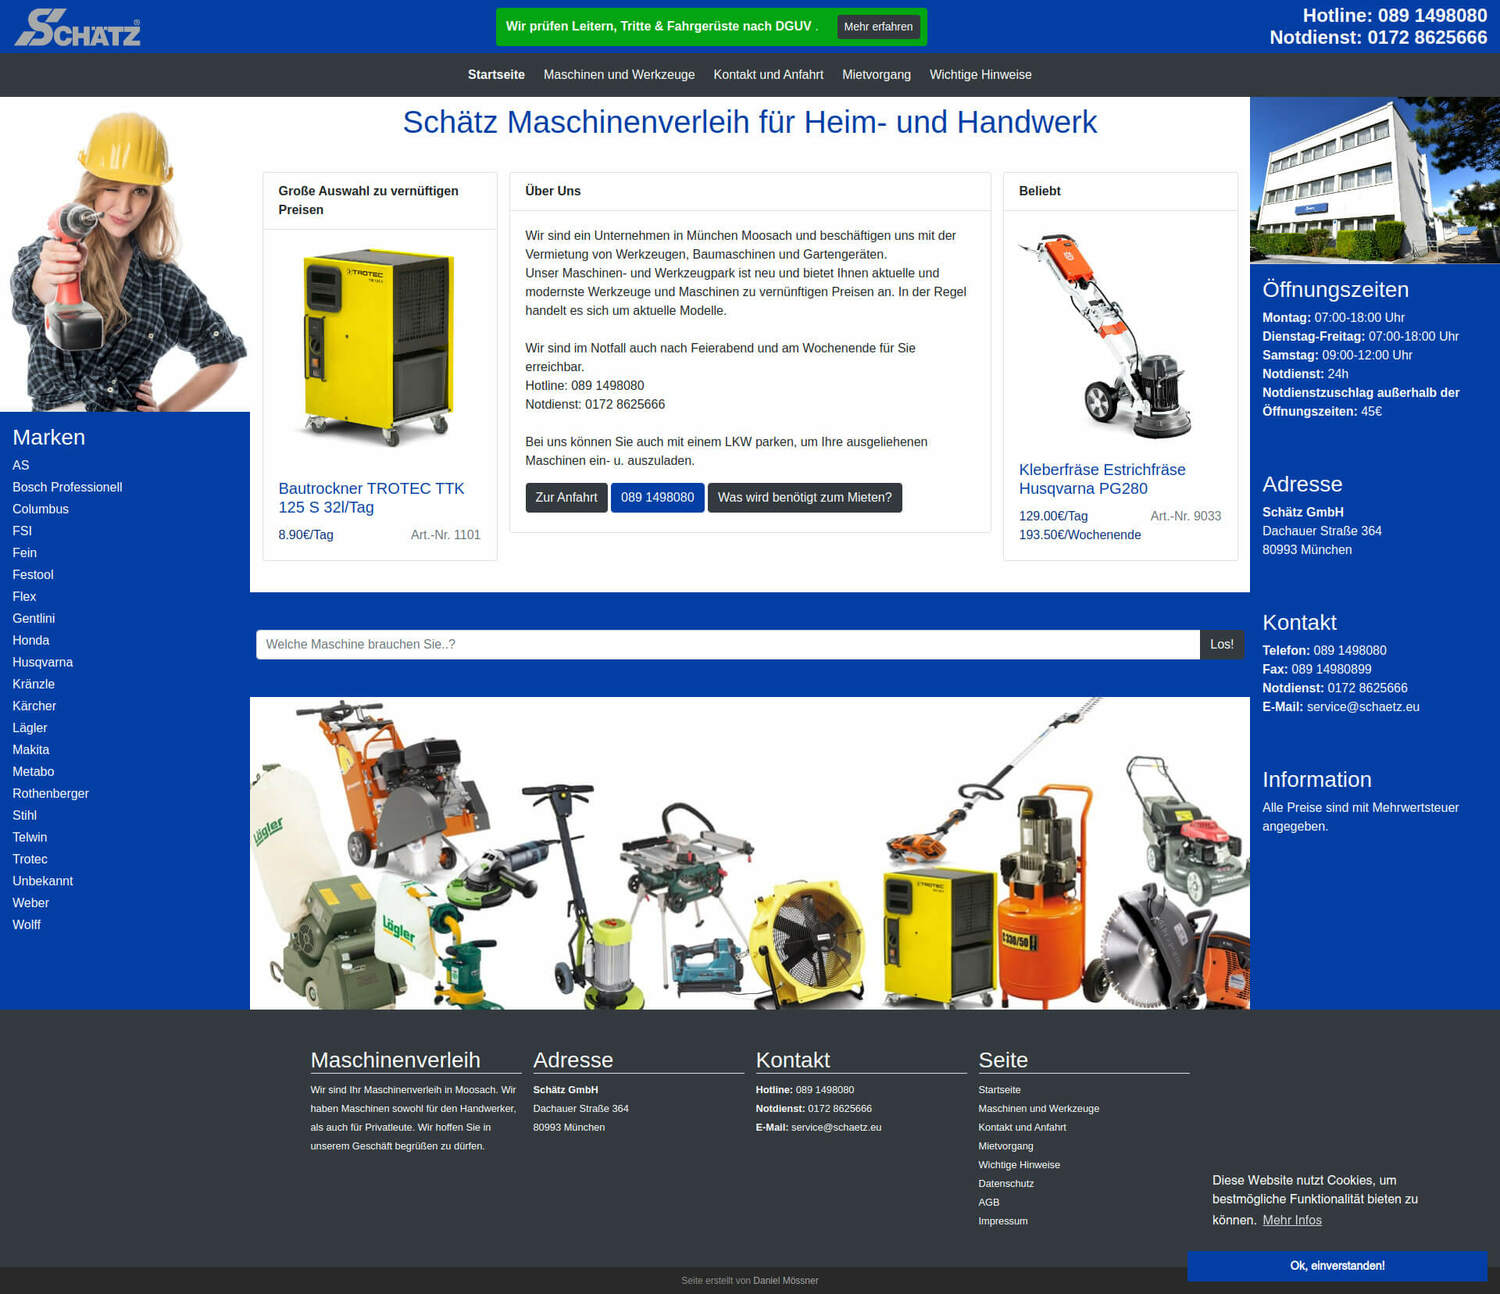 SCHÄTZ®
Wir prüfen Leitern, Tritte & Fahrgerüste nach DGUV .
Mehr erfahren
Hotline: 089 1498080
Notdienst: 0172 8625666
Startseite
Maschinen und Werkzeuge
Kontakt und Anfahrt
Mietvorgang
Wichtige Hinweise
Schätz Maschinenverleih für Heim- und Handwerk
Große Auswahl zu vernüftigen
Preisen
TROTEC
Bautrockner TROTEC TTK
125 S 32l/Tag
8.90€/Tag
Art.-Nr. 1101
Über Uns
Wir sind ein Unternehmen in München Moosach und beschäftigen uns mit der
Vermietung von Werkzeugen, Baumaschinen und Gartengeräten.
Unser Maschinen- und Werkzeugpark ist neu und bietet Ihnen aktuelle und
modernste Werkzeuge und Maschinen zu vernünftigen Preisen an. In der Regel
handelt es sich um aktuelle Modelle.
Wir sind im Notfall auch nach Feierabend und am Wochenende für Sie
erreichbar.
Hotline: 089 1498080
Notdienst: 0172 8625666
Bei uns können Sie auch mit einem LKW parken, um Ihre ausgeliehenen
Maschinen ein- u. auszuladen.
Zur Anfahrt
089 1498080
Was wird benötigt zum Mieten?
Beliebt
Kleberfräse Estrichfräse
Husqvarna PG280
129.00€/Tag
Art.-Nr. 9033
193.50€/Wochenende
Marken
AS
Bosch Professionell
Columbus
FSI
Fein
Festool
Flex
Gentlini
Honda
Husqvarna
Kränzle
Kärcher
Lägler
Makita
Metabo
Rothenberger
Stihl
Telwin
Trotec
Unbekannt
Weber
Wolff
Welche Maschine brauchen Sie..?
Los!
Lägler
Lägler
TROTEC
C 330/50
Öffnungszeiten
Montag: 07:00-18:00 Uhr
Dienstag-Freitag: 07:00-18:00 Uhr
Samstag: 09:00-12:00 Uhr
Notdienst: 24h
Notdienstzuschlag außerhalb der
Öffnungszeiten: 45€
Adresse
Schätz GmbH
Dachauer Straße 364
80993 München
Kontakt
Telefon: 089 1498080
Fax: 089 14980899
Notdienst: 0172 8625666
E-Mail: service@schaetz.eu
Information
Alle Preise sind mit Mehrwertsteuer
angegeben.
Maschinenverleih
Wir sind Ihr Maschinenverleih in Moosach. Wir
haben Maschinen sowohl für den Handwerker,
als auch für Privatleute. Wir hoffen Sie in
unserem Geschäft begrüßen zu dürfen.
Adresse
Schätz GmbH
Dachauer Straße 364
80993 München
Kontakt
Hotline: 089 1498080
Notdienst: 0172 8625666
E-Mail: service@schaetz.eu
Seite
Startseite
Maschinen und Werkzeuge
Kontakt und Anfahrt
Mietvorgang
Wichtige Hinweise
Datenschutz
AGB
Impressum
Diese Website nutzt Cookies, um
bestmögliche Funktionalität bieten zu
können. Mehr Infos
Ok, einverstanden!
Seite erstellt von Daniel Mössner